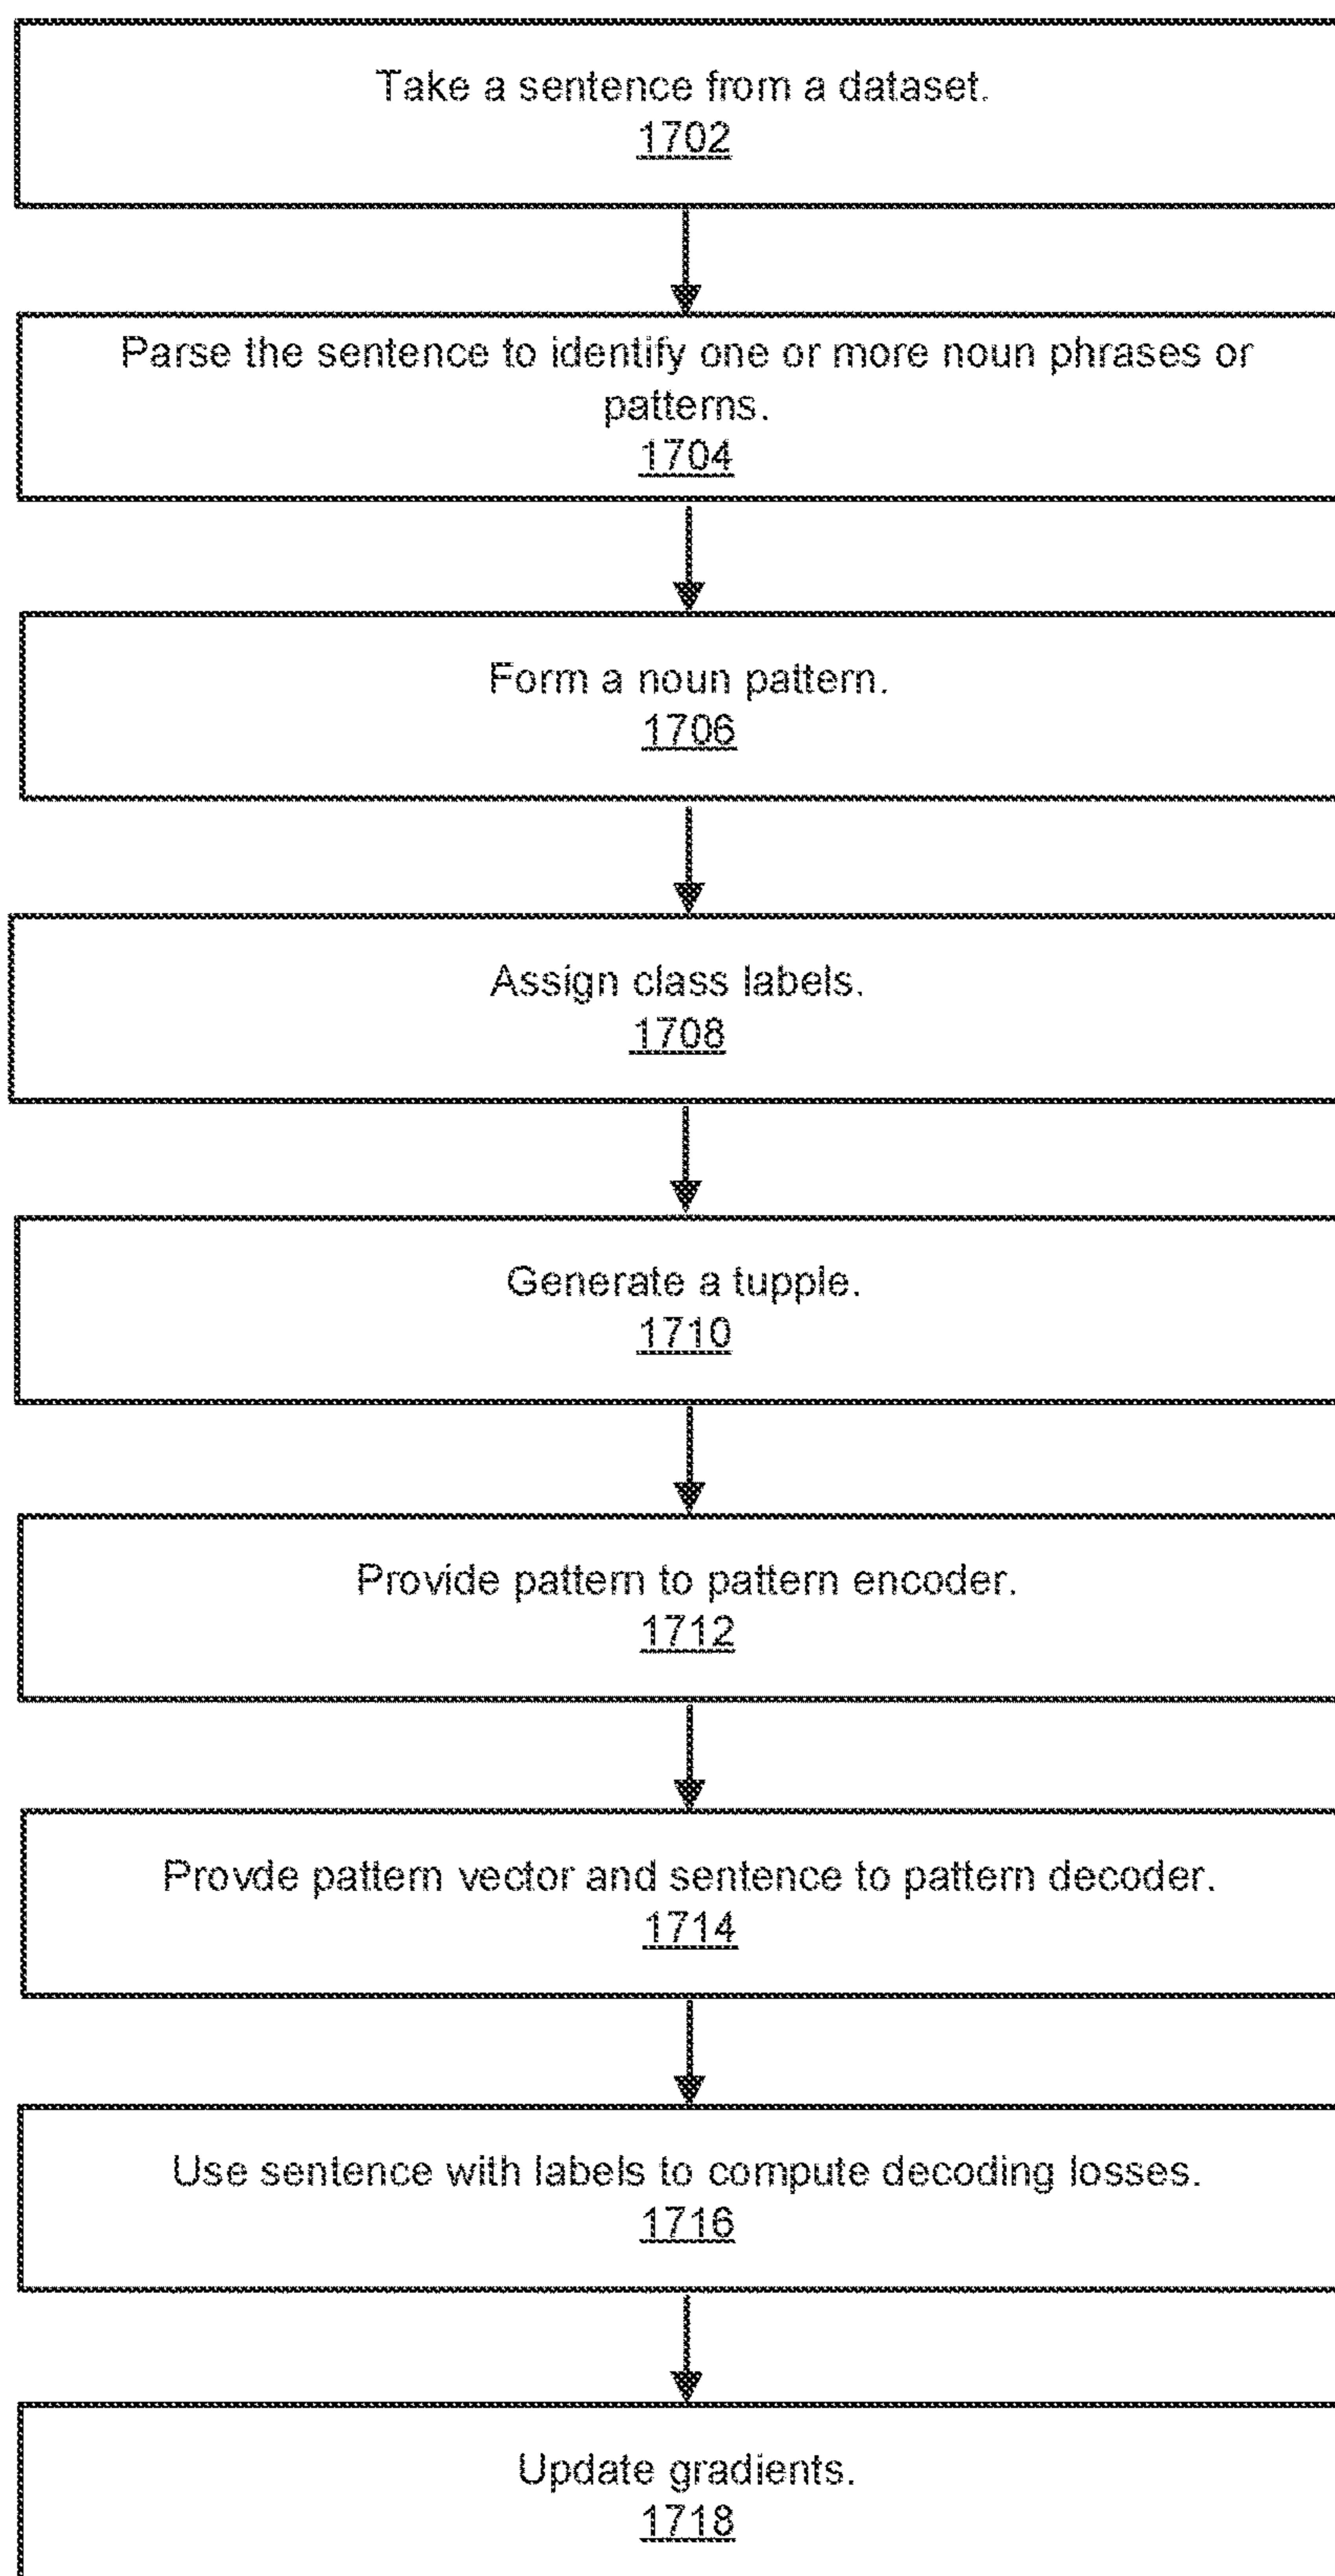 Take a sentence from a dataset.
1702
Parse the sentence to identify one or more noun phrases or
patterns.
1704
Form a noun pattern.
1706
Assign class labels.
1708
Generate a tupple.
1710
Provide pattern to pattern encoder.
1712
Provde pattern vector and sentence to pattern decoder.
1714
Use sentence with labels to compute decoding losses.
1716
Update gradients.
1718